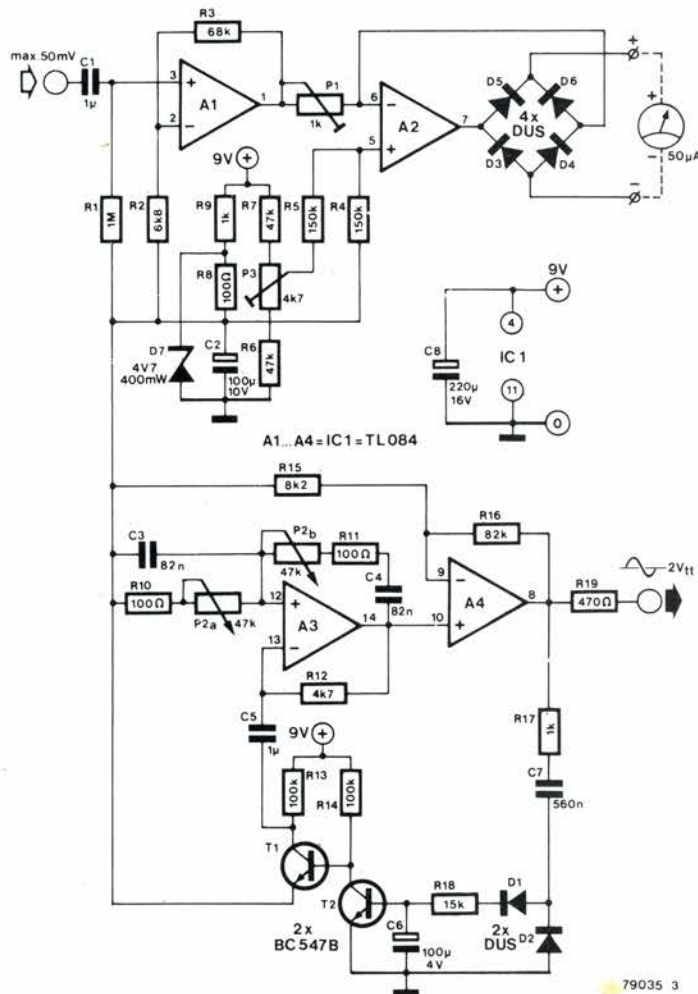 R3
68k
max. 50mV
C1
1µ
3
+
A1
1
2
−
P1
1k
6
−
A2
7
5
+
D5
D6
4x
DUS
D3
D4
+
+
50µA
−
−
9V
+
R1
1M
R2
6k8
R9
1k
R7
47k
R5
150k
R4
150k
R8
100Ω
P3
4k7
D7
4V7
400mW
C2
100µ
10V
R6
47k
9V
+
4
IC 1
11
C8
220µ
16V
0
A1...A4=IC1=TL084
R15
8k2
R16
82k
C3
82n
P2b
47k
R11
100Ω
C4
82n
R10
100Ω
P2a
47k
12
+
A3
14
13
−
9
−
A4
8
10
+
R19
470Ω
2Vtt
R12
4k7
C5
1µ
9V
+
R13
100k
R14
100k
R17
1k
C7
560n
T1
T2
2x
BC547B
R18
15k
D1
2x
DUS
D2
C6
100µ
4V
79035 3